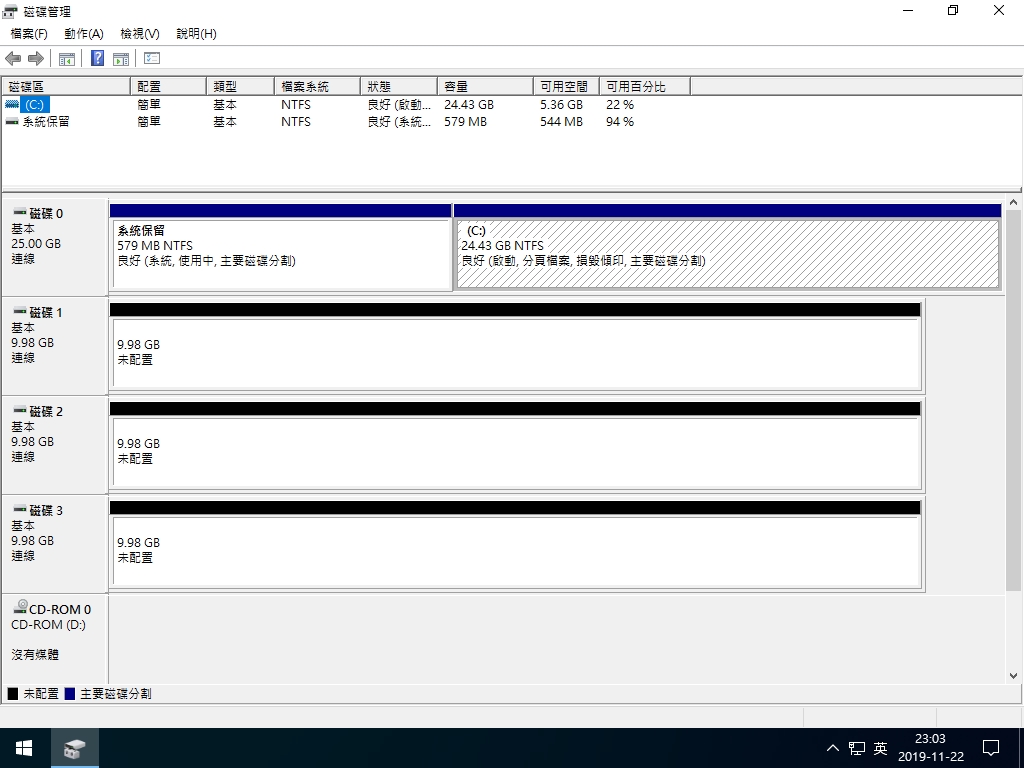 磁碟管理
檔案(F) 動作(A) 檢視(V) 說明(H)
磁碟區 配置 類型 檔案系統 狀態 容量 可用空間 可用百分比
(C:) 簡單 基本 NTFS 良好 (啟動... 24.43 GB 5.36 GB 22 %
系統保留 簡單 基本 NTFS 良好 (系統... 579 MB 544 MB 94 %
磁碟 0
基本
25.00 GB
連線
系統保留
579 MB NTFS
良好 (系統, 使用中, 主要磁碟分割)
(C:)
24.43 GB NTFS
良好 (啟動, 分頁檔案, 損毀傾印, 主要磁碟分割)
磁碟 1
基本
9.98 GB
連線
9.98 GB
未配置
磁碟 2
基本
9.98 GB
連線
9.98 GB
未配置
磁碟 3
基本
9.98 GB
連線
9.98 GB
未配置
CD-ROM 0
CD-ROM (D:)
沒有媒體
未配置 主要磁碟分割
英
23:03
2019-11-22